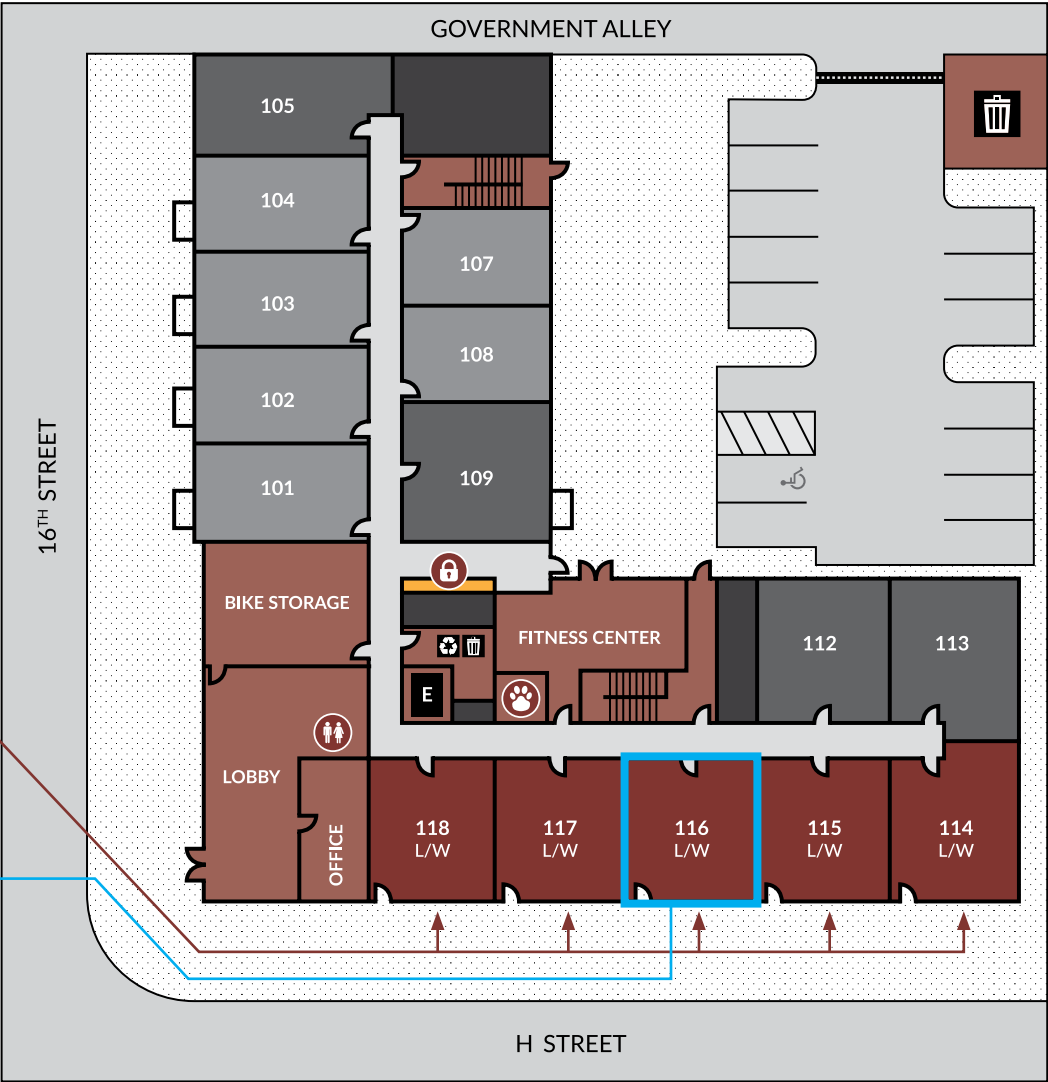 GOVERNMENT ALLEY
105
104
107
103
108
102
109
101
16TH STREET
BIKE STORAGE
FITNESS CENTER
112
113
E
LOBBY
OFFICE
118
L/W
117
L/W
116
L/W
115
L/W
114
L/W
H STREET